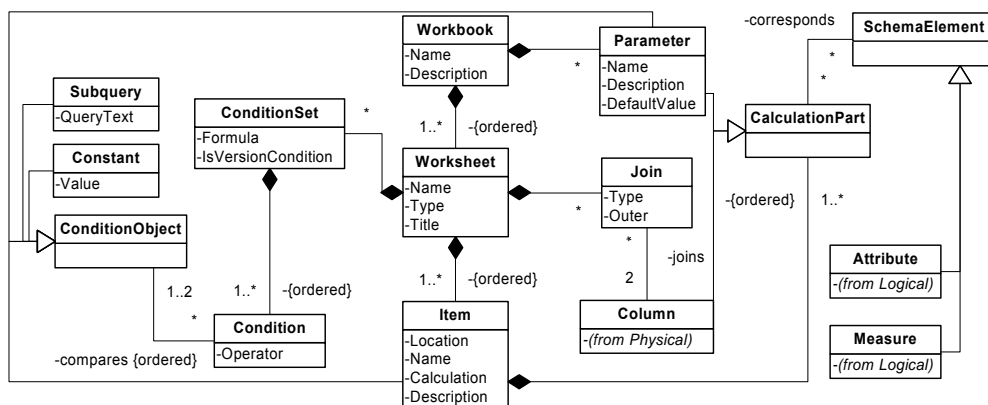 Workbook
-Name
-Description
*
1..*
-{ordered}
Parameter
-Name
-Description
-DefaultValue
-corresponds
*
*
SchemaElement
Subquery
-QueryText
Constant
-Value
ConditionObject
ConditionSet
-Formula
-IsVersionCondition
*
Worksheet
-Name
-Type
-Title
*
Join
-Type
-Outer
CalculationPart
-{ordered}
1..*
1..2
*
1..*
-{ordered}
1..*
-{ordered}
*
-joins
2
Attribute
-(from Logical)
Condition
-Operator
-compares {ordered}
Item
-Location
-Name
-Calculation
-Description
Column
-(from Physical)
Measure
-(from Logical)